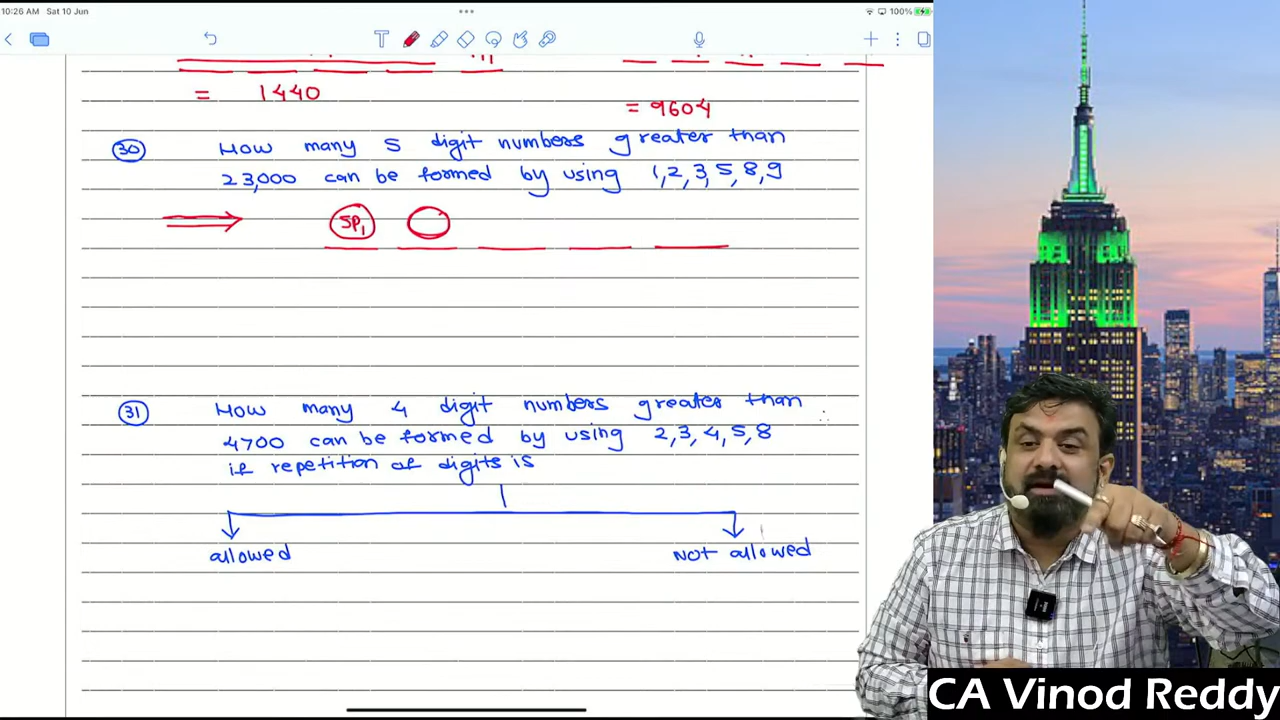 10:26 AM Sat 10 Jun
100%
T
= 1440
= 9604
30 How many 5 digit numbers greater than
23,000 can be formed by using 1,2,3,5,8,9
SP1
31 How many 4 digit numbers greater than
4700 can be formed by using 2,3,4,5,8
if repetition of digits is
allowed
Not allowed
CA Vinod Reddy